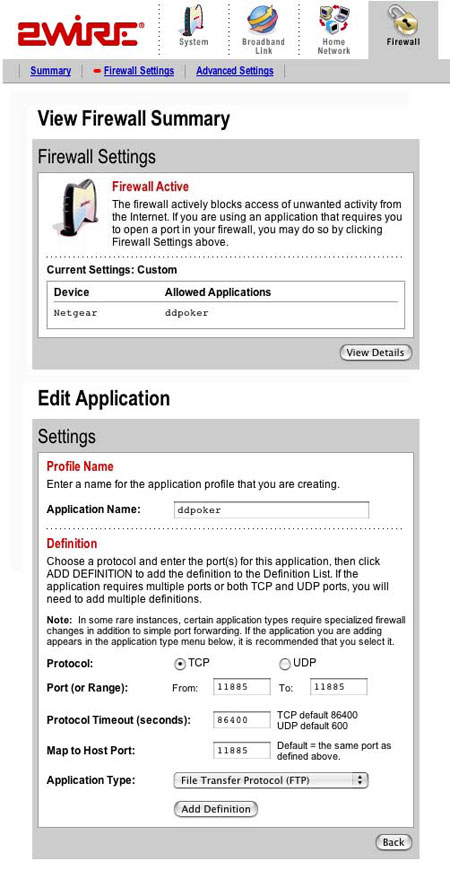 2WIRE®
System
Broadband
Link
Home
Network
Firewall
Summary
Firewall Settings
Advanced Settings
View Firewall Summary
Firewall Settings
Firewall Active
The firewall actively blocks access of unwanted activity from
the Internet. If you are using an application that requires you
to open a port in your firewall, you may do so by clicking
Firewall Settings above.
Current Settings: Custom
Device Allowed Applications
Netgear ddpoker
View Details
Edit Application
Settings
Profile Name
Enter a name for the application profile that you are creating.
Application Name: ddpoker
Definition
Choose a protocol and enter the port(s) for this application, then click
ADD DEFINITION to add the definition to the Definition List. If the
application requires multiple ports or both TCP and UDP ports, you will
need to add multiple definitions.
Note: In some rare instances, certain application types require specialized firewall
changes in addition to simple port forwarding. If the application you are adding
appears in the application type menu below, it is recommended that you select it.
Protocol: TCP UDP
Port (or Range): From: 11885 To: 11885
Protocol Timeout (seconds): 86400 TCP default 86400
UDP default 600
Map to Host Port: 11885 Default = the same port as
defined above.
Application Type: File Transfer Protocol (FTP)
Add Definition
Back